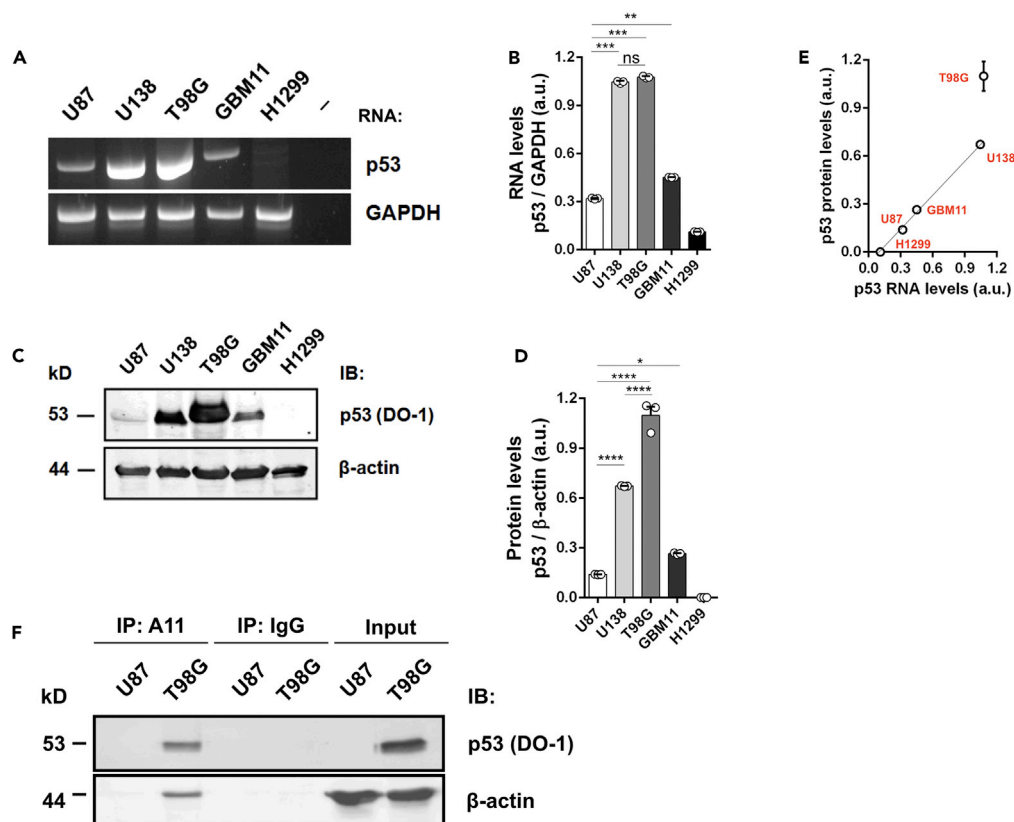 A
U87
U138
T98G
GBM11
H1299
–
RNA:
p53
GAPDH
B
**
***
***
ns
RNA levels
p53 / GAPDH (a.u.)
1.2
0.9
0.6
0.3
0.0
U87
U138
T98G
GBM11
H1299
E
p53 protein levels (a.u.)
1.2
0.9
0.6
0.3
0.0
T98G
U138
GBM11
U87
H1299
0.0
0.3
0.6
0.9
1.2
p53 RNA levels (a.u.)
C
U87
U138
T98G
GBM11
H1299
kD
IB:
53
p53 (DO-1)
44
β-actin
D
*
****
****
****
Protein levels
p53 / β-actin (a.u.)
1.2
0.9
0.6
0.3
0.0
U87
U138
T98G
GBM11
H1299
F
IP: A11
IP: IgG
Input
U87
T98G
U87
T98G
U87
T98G
kD
IB:
53
p53 (DO-1)
44
β-actin